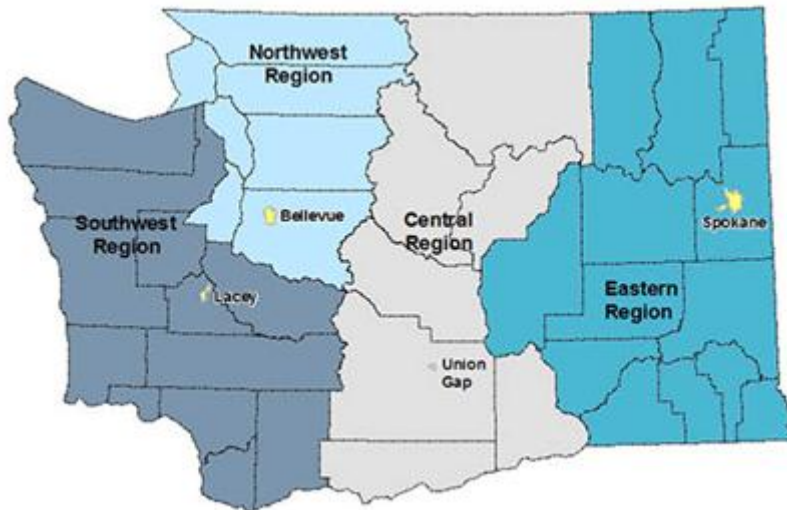 Northwest
Region
Bellevue
Southwest
Region
Lacey
Central
Region
Union
Gap
Spokane
Eastern
Region